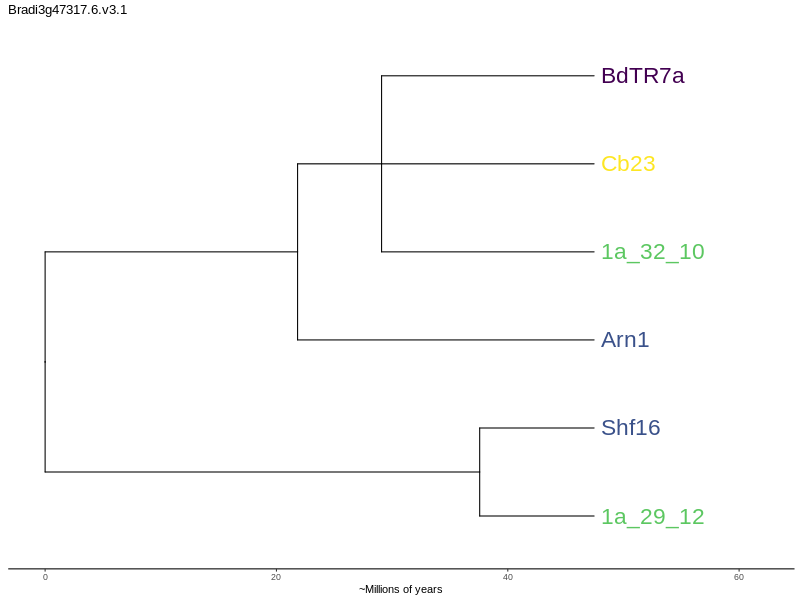 Bradi3g47317.6.v3.1
BdTR7a
Cb23
1a_32_10
Arn1
Shf16
1a_29_12
0 20 40 60
~Millions of years